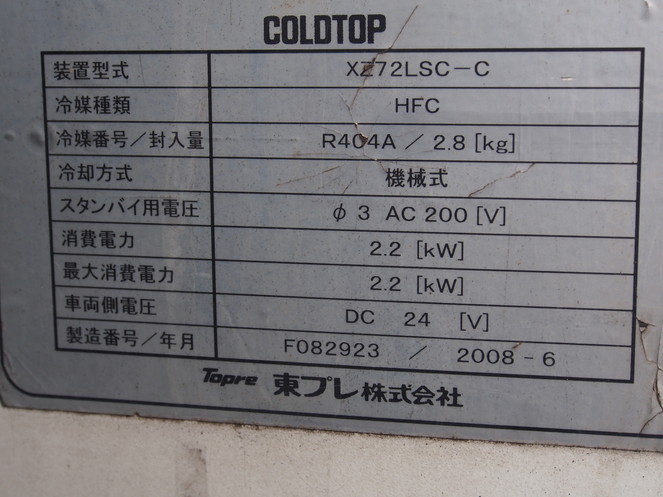 COLDTOP
装置型式 XZ72LSC-C
冷媒種類 HFC
冷媒番号/封入量 R404A / 2.8 [kg]
冷却方式 機械式
スタンバイ用電圧 φ3 AC 200 [V]
消費電力 2.2 [kW]
最大消費電力 2.2 [kW]
車両側電圧 DC 24 [V]
製造番号/年月 F082923 / 2008-6
Topre 東プレ株式会社